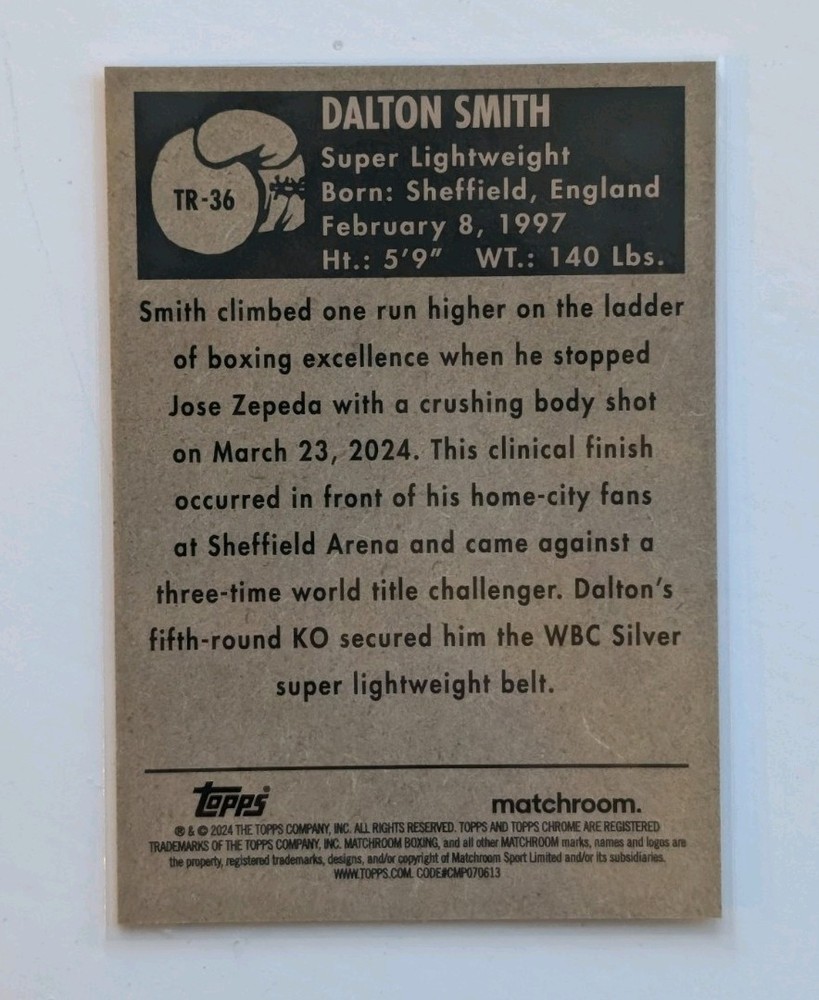 TR-36
DALTON SMITH
Super Lightweight
Born: Sheffield, England
February 8, 1997
Ht.: 5'9" WT.: 140 Lbs.
Smith climbed one run higher on the ladder
of boxing excellence when he stopped
Jose Zepeda with a crushing body shot
on March 23, 2024. This clinical finish
occurred in front of his home-city fans
at Sheffield Arena and came against a
three-time world title challenger. Dalton's
fifth-round KO secured him the WBC Silver
super lightweight belt.
topps®
matchroom.
® & © 2024 THE TOPPS COMPANY, INC. ALL RIGHTS RESERVED. TOPPS AND TOPPS CHROME ARE REGISTERED
TRADEMARKS OF THE TOPPS COMPANY, INC. MATCHROOM BOXING, and all other MATCHROOM marks, names and logos are
the property, registered trademarks, designs, and/or copyright of Matchroom Sport Limited and/or its subsidiaries.
WWW.TOPPS.COM. CODE#CMP070613